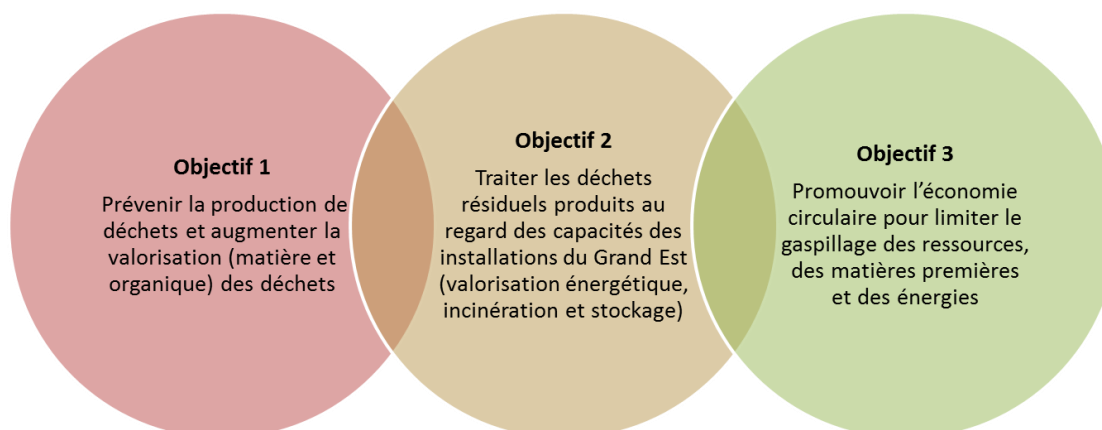 Objectif 1
Prévenir la production de
déchets et augmenter la
valorisation (matière et
organique) des déchets
Objectif 2
Traiter les déchets
résiduels produits au
regard des capacités des
installations du Grand Est
(valorisation énergétique,
incinération et stockage)
Objectif 3
Promouvoir l’économie
circulaire pour limiter le
gaspillage des ressources,
des matières premières
et des énergies